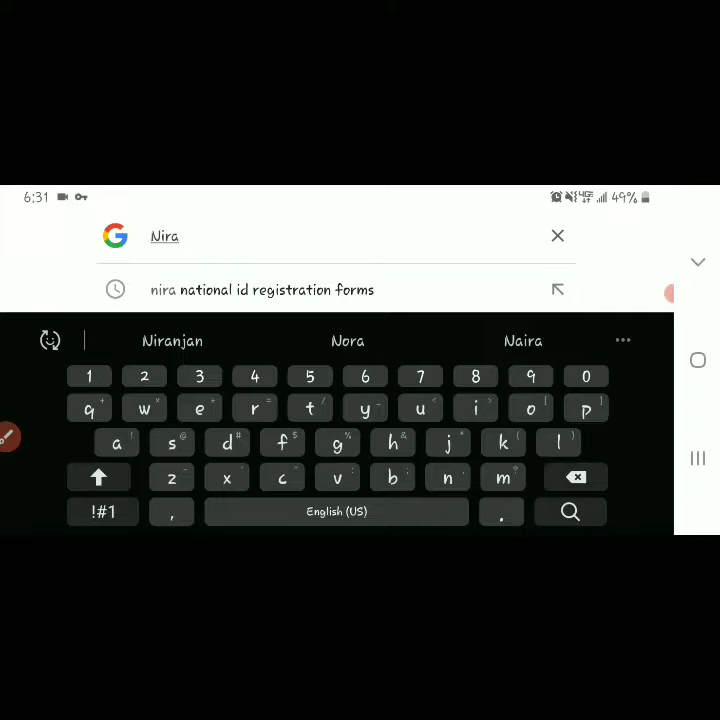 6:31 4GE 49%
Nira
nira national id registration forms
Niranjan Nora Naira
1 2 3 4 5 6 7 8 9 0
q w e r t y u i o p
a s d f g h j k l
z x c v b n m
!#1 , English (US) .